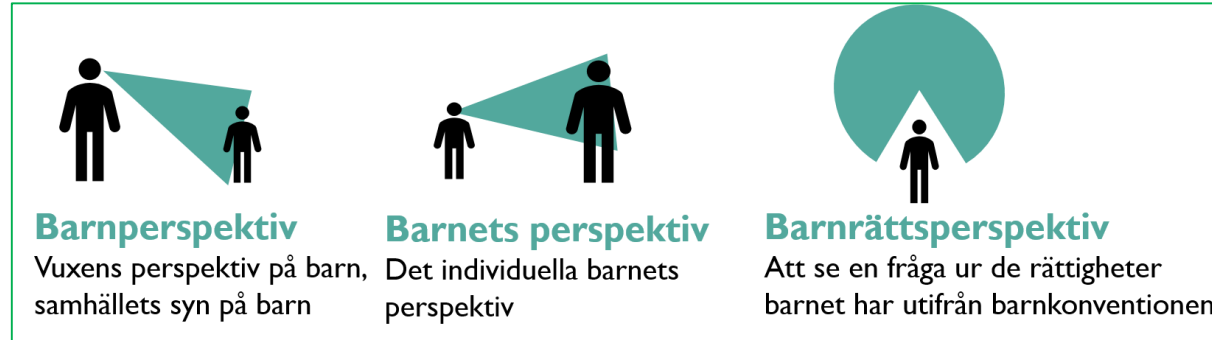 Barnperspektiv
Vuxens perspektiv på barn,
samhällets syn på barn
Barnets perspektiv
Det individuella barnets
perspektiv
Barnrättsperspektiv
Att se en fråga ur de rättigheter
barnet har utifrån barnkonventionen